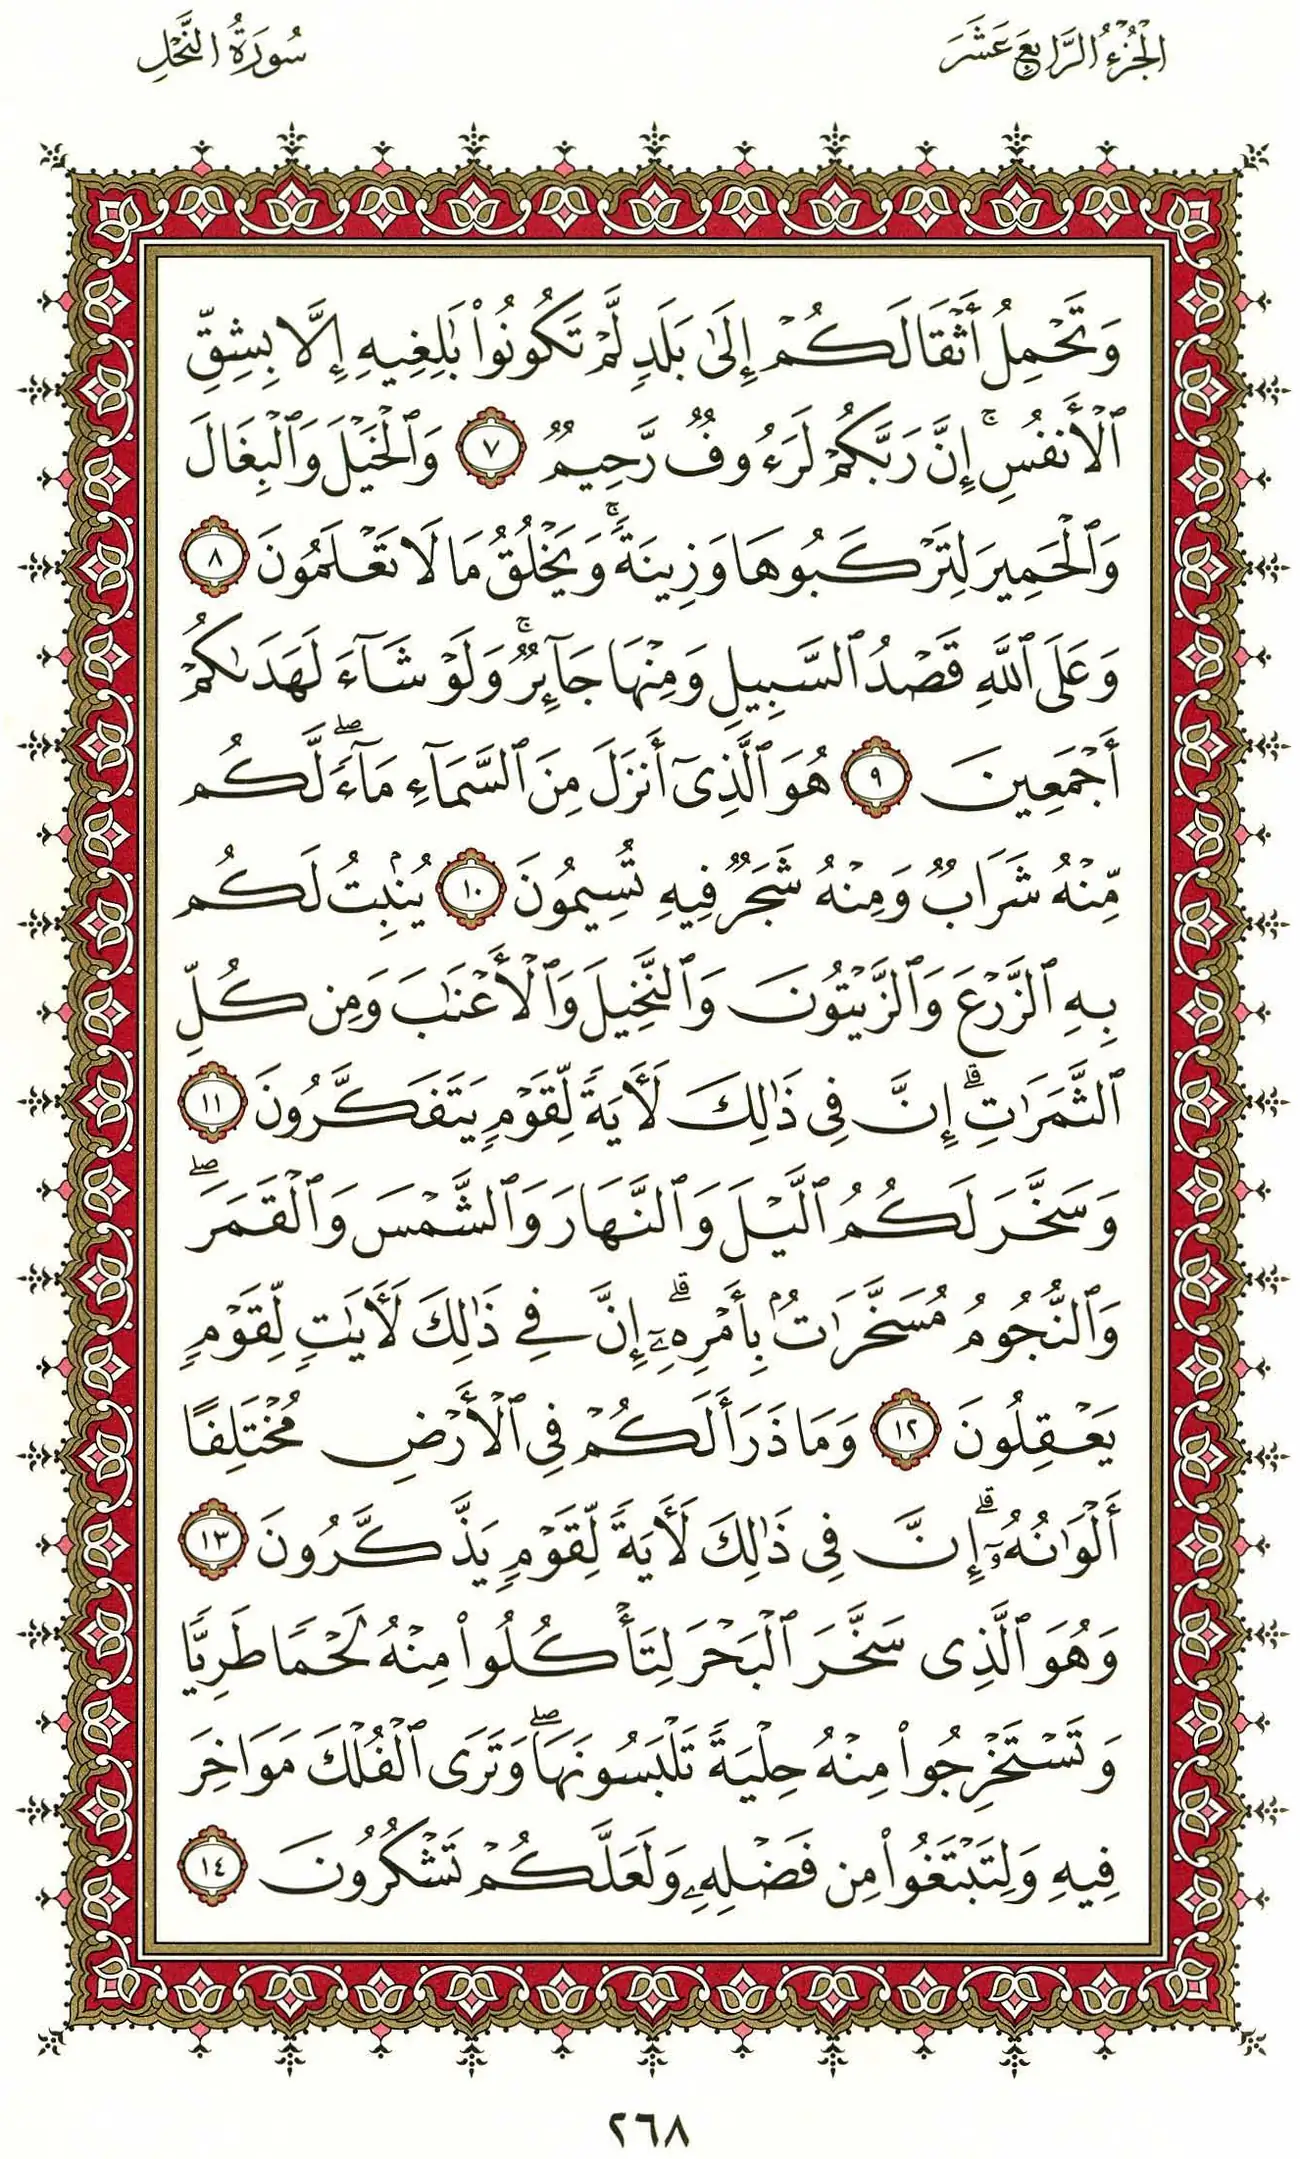 الجُزْءُ الرَّابِعَ عَشَرَ
سُورَةُ النَّحْلِ
وَتَحْمِلُ أَثْقَالَكُمْ إِلَىٰ بَلَدٍ لَّمْ تَكُونُوا۟ بَٰلِغِيهِ إِلَّا بِشِقِّ
ٱلْأَنفُسِ ۚ إِنَّ رَبَّكُمْ لَرَءُوفٌ رَّحِيمٌ ٧ وَٱلْخَيْلَ وَٱلْبِغَالَ
وَٱلْحَمِيرَ لِتَرْكَبُوهَا وَزِينَةً ۚ وَيَخْلُقُ مَا لَا تَعْلَمُونَ ٨
وَعَلَى ٱللَّهِ قَصْدُ ٱلسَّبِيلِ وَمِنْهَا جَآئِرٌ ۚ وَلَوْ شَآءَ لَهَدَىٰكُمْ
أَجْمَعِينَ ٩ هُوَ ٱلَّذِىٓ أَنزَلَ مِنَ ٱلسَّمَآءِ مَآءً ۖ لَّكُم
مِّنْهُ شَرَابٌ وَمِنْهُ شَجَرٌ فِيهِ تُسِيمُونَ ١٠ يُنۢبِتُ لَكُم
بِهِ ٱلزَّرْعَ وَٱلزَّيْتُونَ وَٱلنَّخِيلَ وَٱلْأَعْنَٰبَ وَمِن كُلِّ
ٱلثَّمَرَٰتِ ۗ إِنَّ فِى ذَٰلِكَ لَءَايَةً لِّقَوْمٍ يَتَفَكَّرُونَ ١١
وَسَخَّرَ لَكُمُ ٱلَّيْلَ وَٱلنَّهَارَ وَٱلشَّمْسَ وَٱلْقَمَرَ ۖ
وَٱلنُّجُومُ مُسَخَّرَٰتٌۢ بِأَمْرِهِۦٓ ۗ إِنَّ فِى ذَٰلِكَ لَءَايَٰتٍ لِّقَوْمٍ
يَعْقِلُونَ ١٢ وَمَا ذَرَأَ لَكُمْ فِى ٱلْأَرْضِ مُخْتَلِفًا
أَلْوَٰنُهُۥٓ ۗ إِنَّ فِى ذَٰلِكَ لَءَايَةً لِّقَوْمٍ يَذَّكَّرُونَ ١٣
وَهُوَ ٱلَّذِى سَخَّرَ ٱلْبَحْرَ لِتَأْكُلُوا۟ مِنْهُ لَحْمًا طَرِيًّا
وَتَسْتَخْرِجُوا۟ مِنْهُ حِلْيَةً تَلْبَسُونَهَا ۖ وَتَرَى ٱلْفُلْكَ مَوَاخِرَ
فِيهِ وَلِتَبْتَغُوا۟ مِن فَضْلِهِۦ وَلَعَلَّكُمْ تَشْكُرُونَ ١٤
٢٦٨